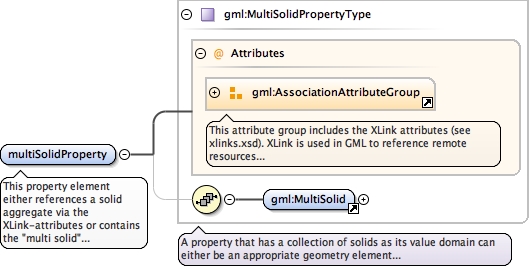 gml:MultiSolidPropertyType
@ Attributes
gml:AssociationAttributeGroup
This attribute group includes the XLink attributes (see
xlinks.xsd). XLink is used in GML to reference remote
resources...
multiSolidProperty
This property element
either references a solid
aggregate via the
XLink-attributes or contains
the "multi solid"...
gml:MultiSolid
A property that has a collection of solids as its value domain can
either be an appropriate geometry element...